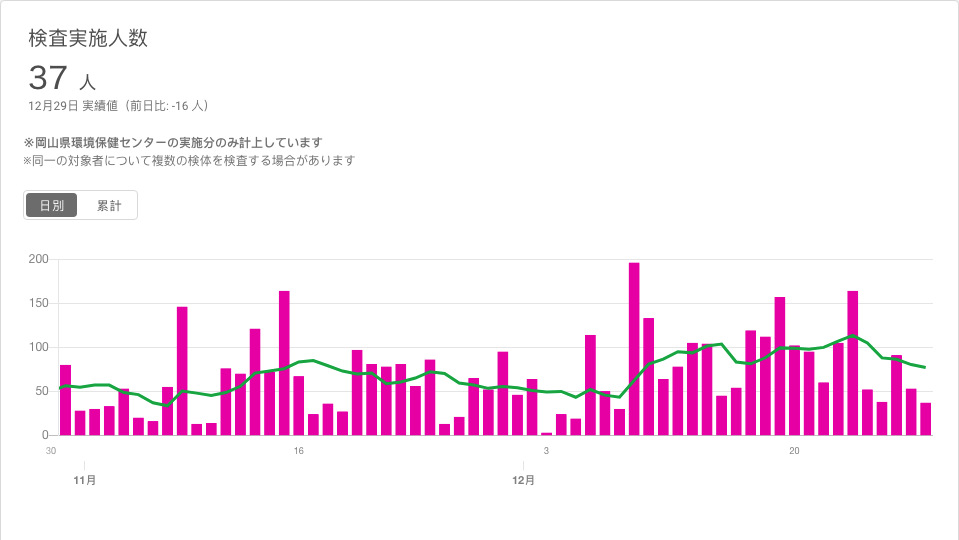 検査実施人数
37 人
12月29日 実績値（前日比: -16 人）
※岡山県環境保健センターの実施分のみ計上しています
※同一の対象者について複数の検体を検査する場合があります
日別 累計
200
150
100
50
0
30 16 3 20
11月 12月